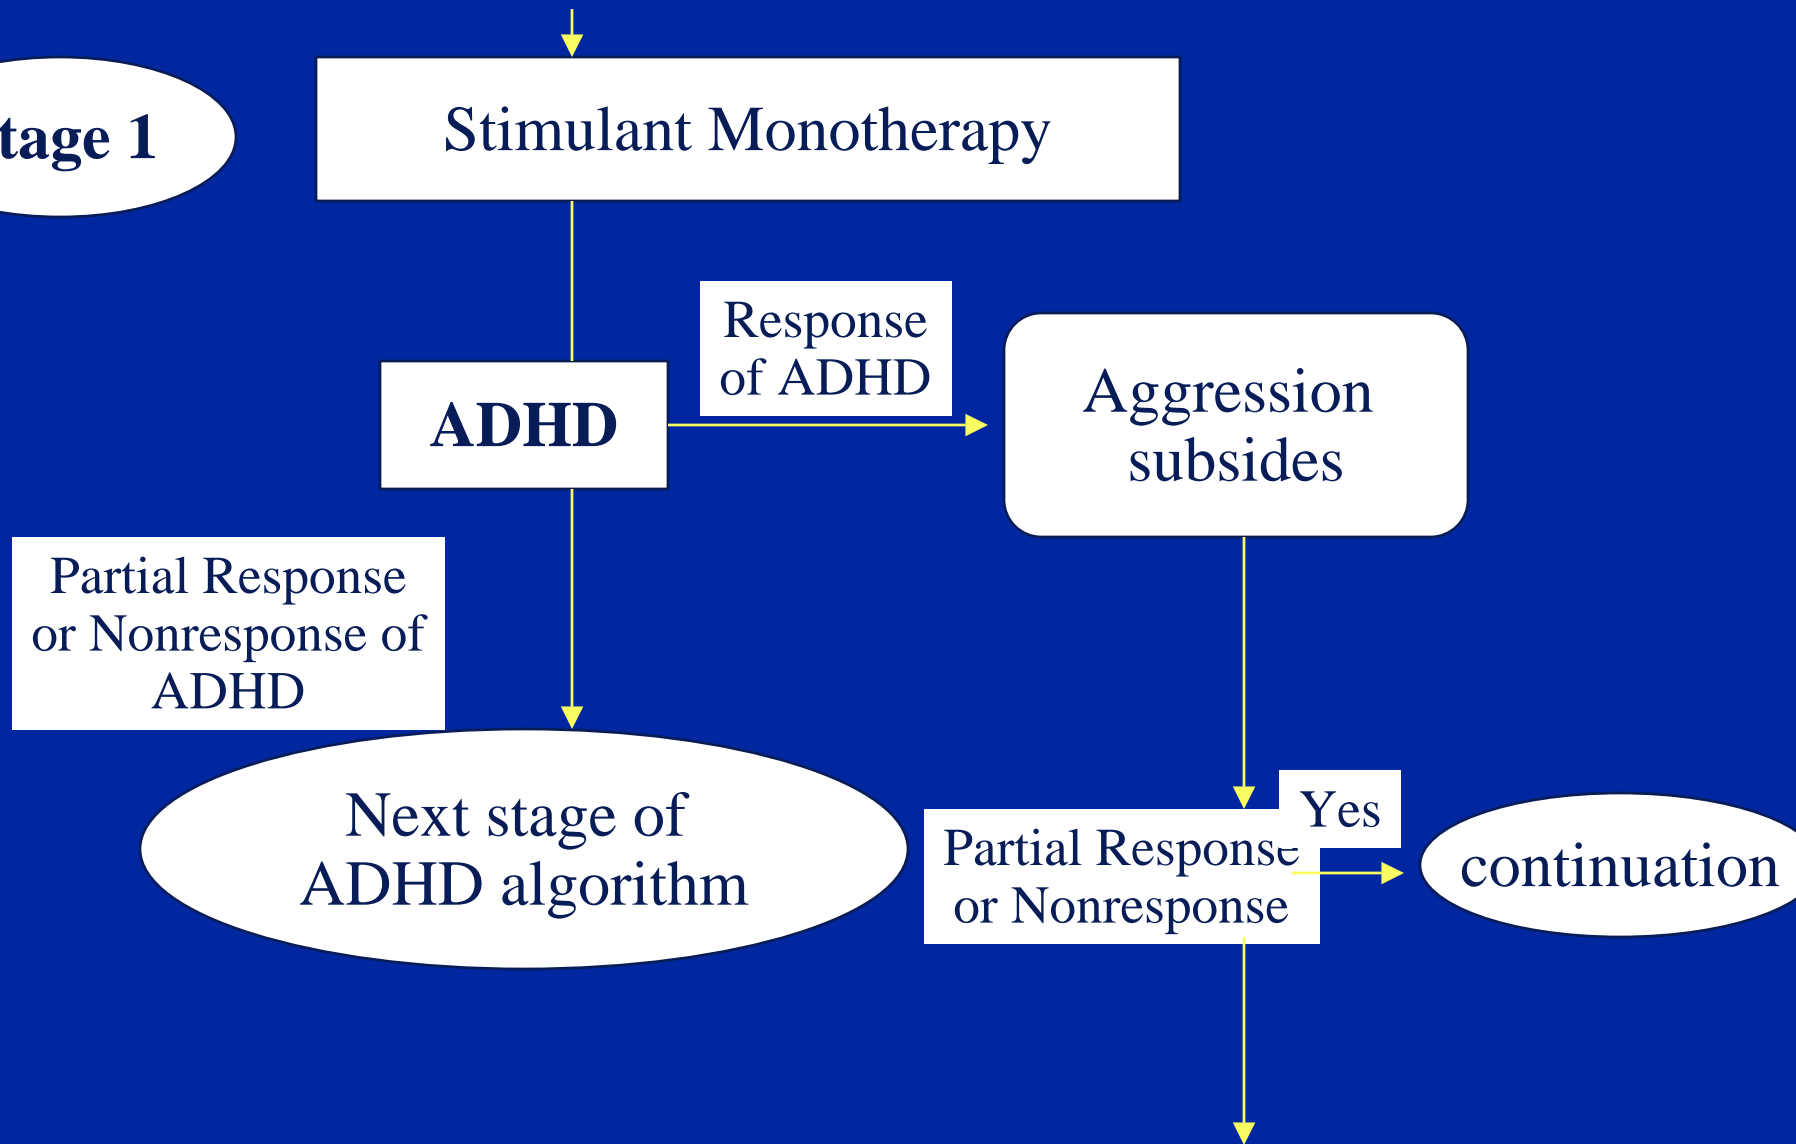 tage 1
Stimulant Monotherapy
Response
of ADHD
ADHD
Aggression
subsides
Partial Response
or Nonresponse of
ADHD
Next stage of
ADHD algorithm
Yes
Partial Response
or Nonresponse
continuation